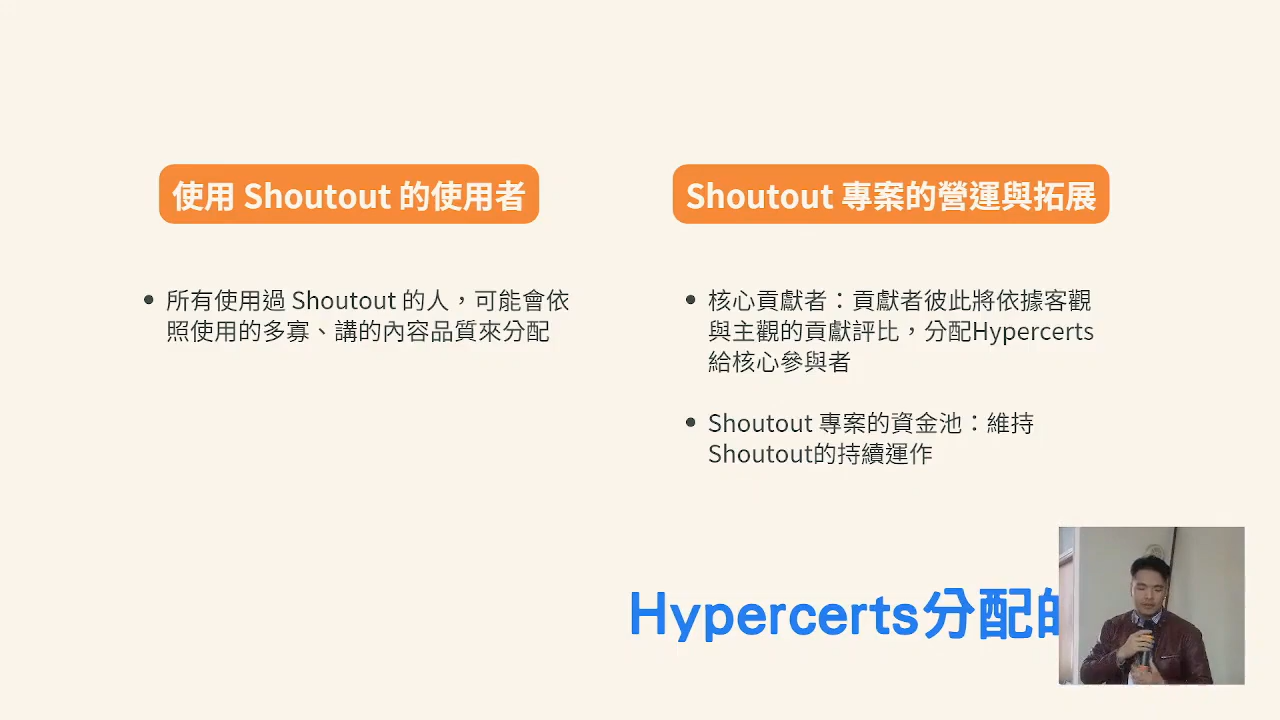 使用 Shoutout 的使用者
所有使用過 Shoutout 的人，可能會依
照使用的多寡、講的內容品質來分配
Shoutout 專案的營運與拓展
核心貢獻者：貢獻者彼此將依據客觀
與主觀的貢獻評比，分配Hypercerts
給核心參與者
Shoutout 專案的資金池：維持
Shoutout的持續運作
Hypercerts分配的